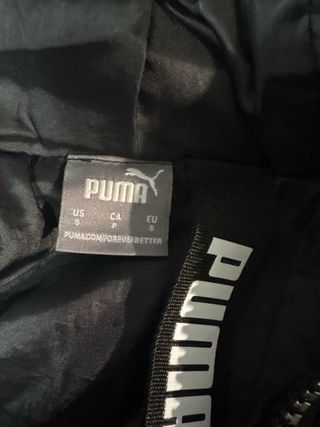 PUMA
US CA EU
S P S
PUMA.COM/FOREVERBETTER
PUMA